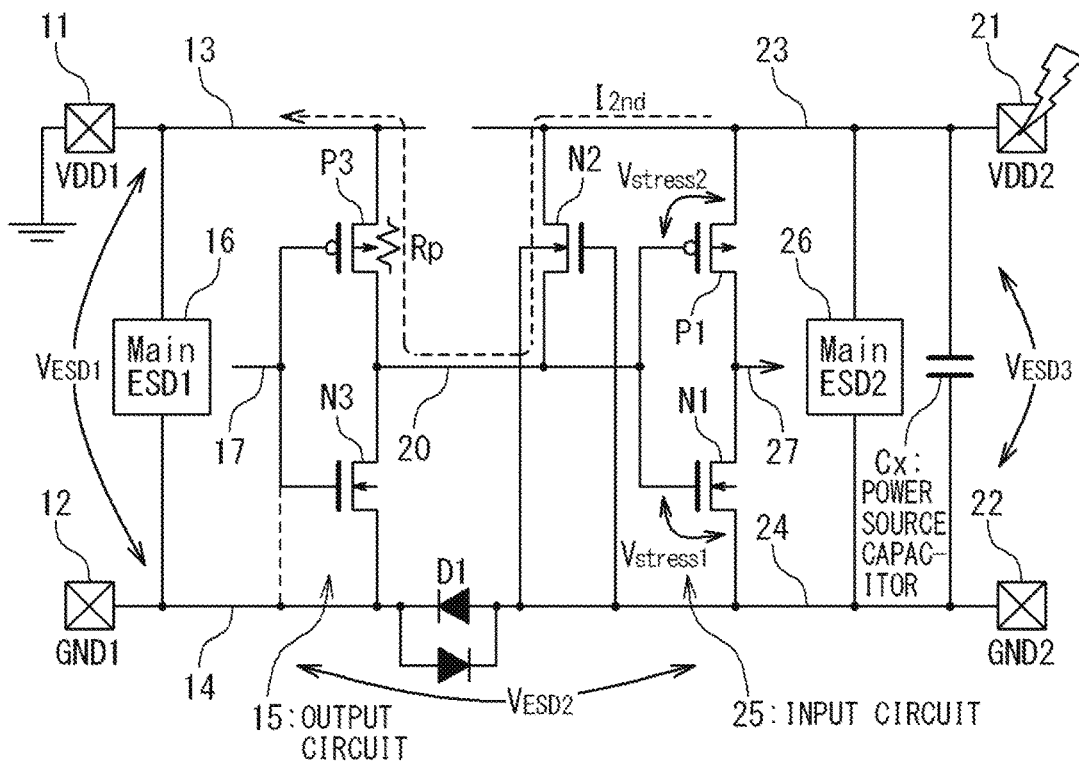 11
13
23
21
I2nd
VDD1
P3
N2
Vstress2
VDD2
16
Rp
26
P1
Main
ESD1
Main
ESD2
VESD1
VESD3
17
N3
20
N1
27
Cx:
POWER
SOURCE
CAPAC-
ITOR
12
22
Vstress1
24
D1
GND1
GND2
14
VESD2
15:OUTPUT
CIRCUIT
25:INPUT CIRCUIT